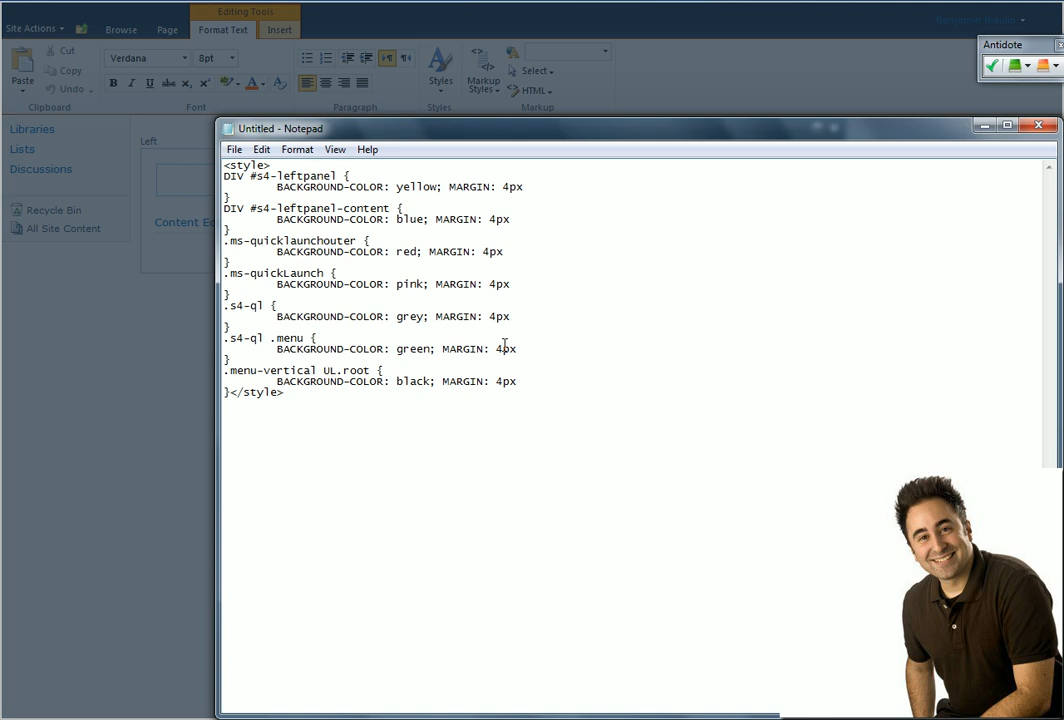 Editing Tools
Site Actions Browse Page Format Text Insert
Antidote
Cut
Copy
Undo
Paste
Clipboard
Verdana 8pt
B I U abc x₂ x²
Font
Paragraph
Styles
Styles
Markup Styles
Select
HTML
Markup
Libraries
Lists
Discussions
Recycle Bin
All Site Content
Left
Content Ed
Untitled - Notepad
File Edit Format View Help
<style>
DIV #s4-leftpanel {
BACKGROUND-COLOR: yellow; MARGIN: 4px
}
DIV #s4-leftpanel-content {
BACKGROUND-COLOR: blue; MARGIN: 4px
}
.ms-quicklaunchouter {
BACKGROUND-COLOR: red; MARGIN: 4px
}
.ms-quickLaunch {
BACKGROUND-COLOR: pink; MARGIN: 4px
}
.s4-ql {
BACKGROUND-COLOR: grey; MARGIN: 4px
}
.s4-ql .menu {
BACKGROUND-COLOR: green; MARGIN: 4px
}
.menu-vertical UL.root {
BACKGROUND-COLOR: black; MARGIN: 4px
}</style>